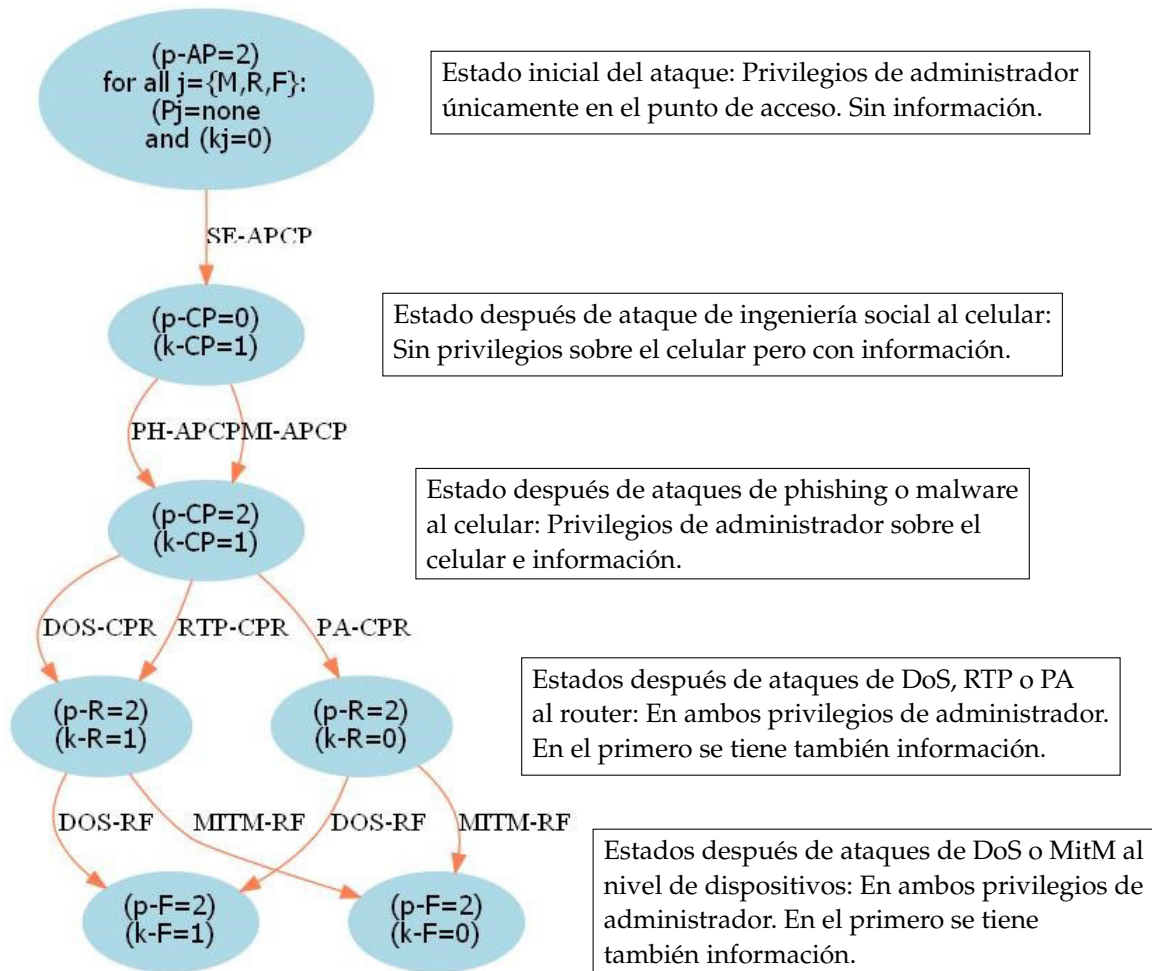 (p-AP=2)
for all j={M,R,F}:
(Pj=none
and (kj=0)
Estado inicial del ataque: Privilegios de administrador
únicamente en el punto de acceso. Sin información.
SE-APCP
(p-CP=0)
(k-CP=1)
Estado después de ataque de ingeniería social al celular:
Sin privilegios sobre el celular pero con información.
PH-APCP
MI-APCP
(p-CP=2)
(k-CP=1)
Estado después de ataques de phishing o malware
al celular: Privilegios de administrador sobre el
celular e información.
DOS-CPR
RTP-CPR
PA-CPR
(p-R=2)
(k-R=1)
(p-R=2)
(k-R=0)
Estados después de ataques de DoS, RTP o PA
al router: En ambos privilegios de administrador.
En el primero se tiene también información.
DOS-RF
MITM-RF
DOS-RF
MITM-RF
(p-F=2)
(k-F=1)
(p-F=2)
(k-F=0)
Estados después de ataques de DoS o MitM al
nivel de dispositivos: En ambos privilegios de
administrador. En el primero se tiene
también información.